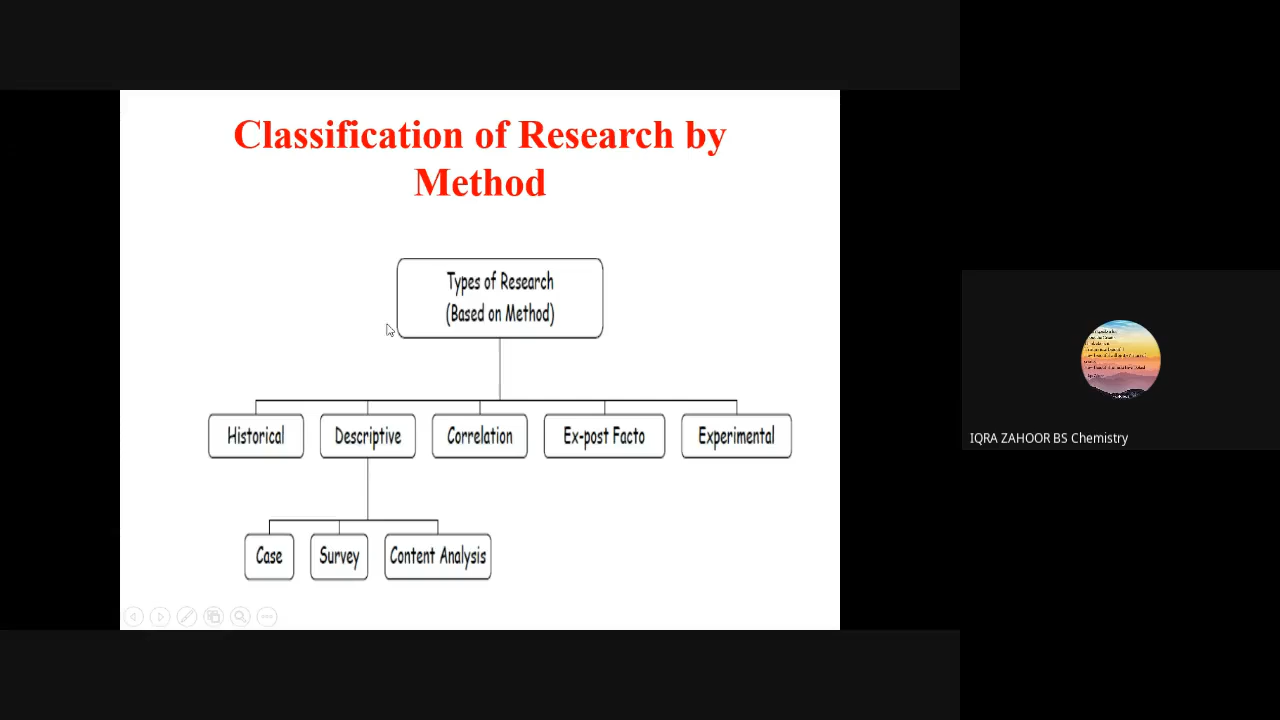 Classification of Research by
Method
Types of Research
(Based on Method)
Historical
Descriptive
Correlation
Ex-post Facto
Experimental
Case
Survey
Content Analysis
IQRA ZAHOOR BS Chemistry